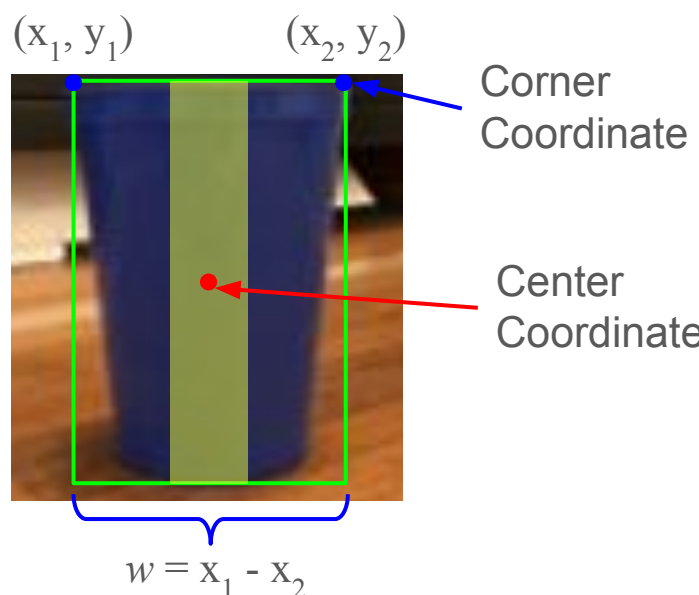 (x₁, y₁)
(x₂, y₂)
Corner
Coordinate
Center
Coordinate
w = x₁ - x₂